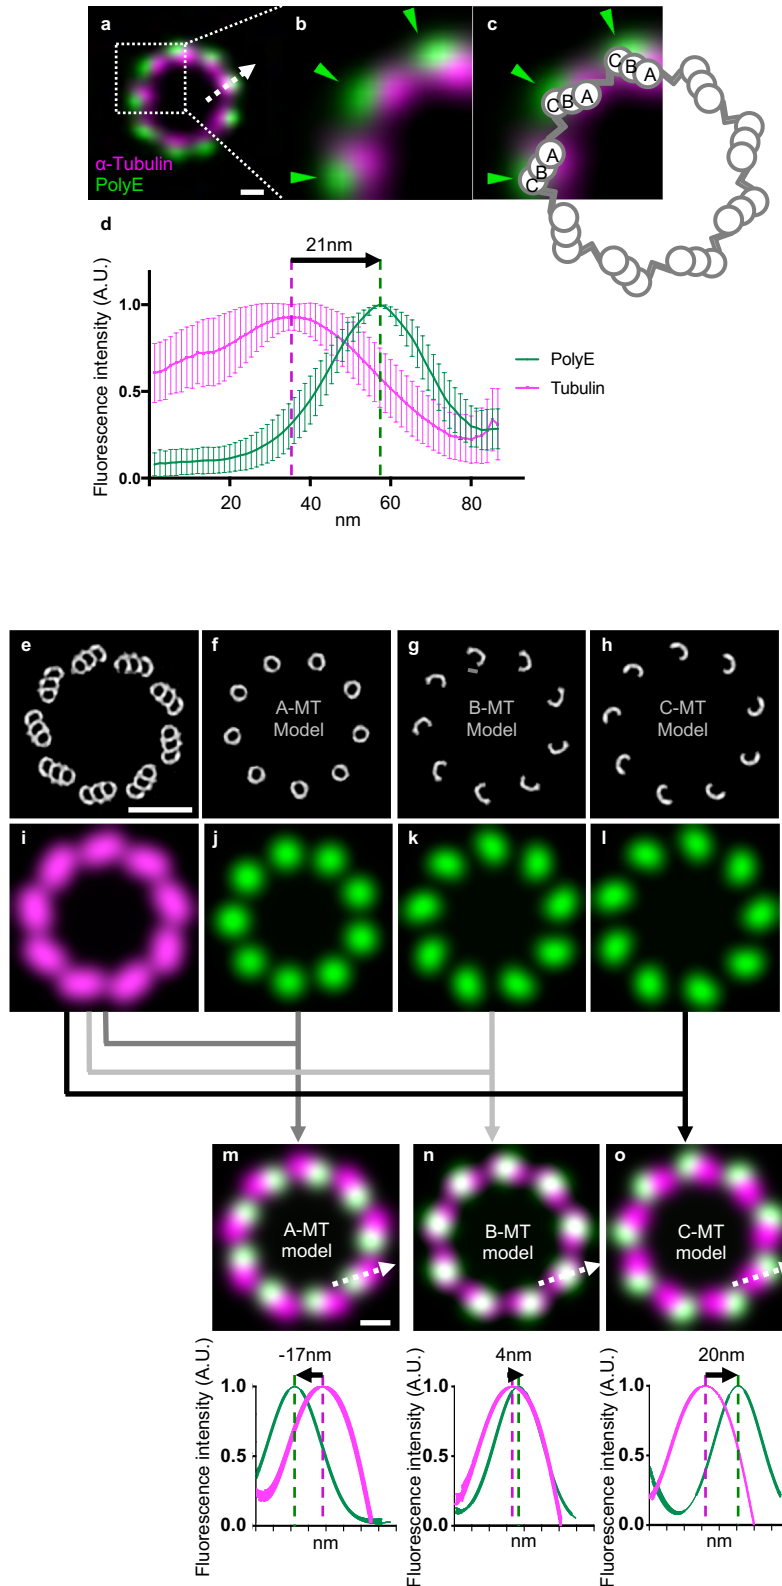 a
b
c
α-Tubulin
PolyE
C
B
A
C
B
A
A
B
C
d
21nm
Fluorescence intensity (A.U.)
1.0
0.5
0.0
20
40
60
80
nm
PolyE
Tubulin
e
f
g
h
A-MT
Model
B-MT
Model
C-MT
Model
i
j
k
l
m
n
o
A-MT
model
B-MT
model
C-MT
model
-17nm
4nm
20nm
Fluorescence intensity (A.U.)
1.0
0.5
0.0
nm
Fluorescence intensity (A.U.)
1.0
0.5
0.0
nm
Fluorescence intensity (A.U.)
1.0
0.5
0.0
nm